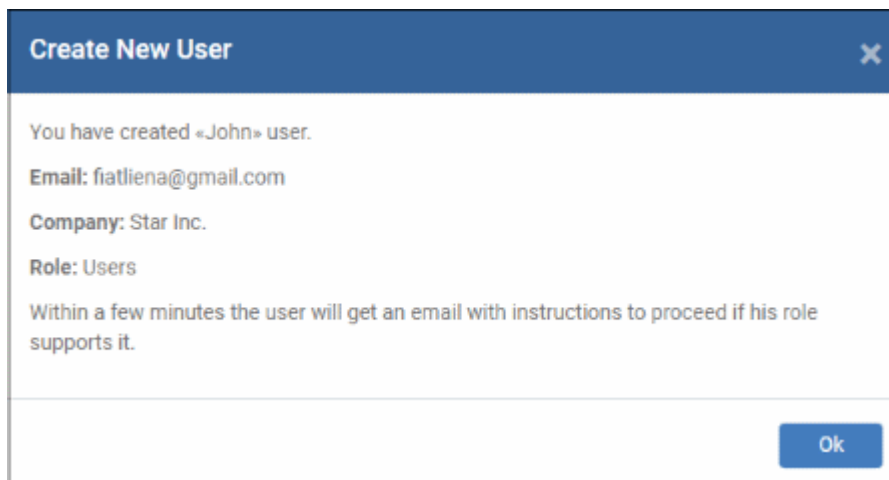 Create New User
You have created «John» user.
Email: fiatliena@gmail.com
Company: Star Inc.
Role: Users
Within a few minutes the user will get an email with instructions to proceed if his role
supports it.
Ok